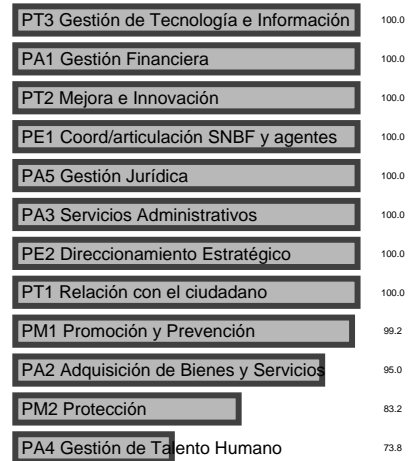 PT3 Gestión de Tecnología e Información 100.0
PA1 Gestión Financiera 100.0
PT2 Mejora e Innovación 100.0
PE1 Coord/articulación SNBF y agentes 100.0
PA5 Gestión Jurídica 100.0
PA3 Servicios Administrativos 100.0
PE2 Direccionamiento Estratégico 100.0
PT1 Relación con el ciudadano 100.0
PM1 Promoción y Prevención 99.2
PA2 Adquisición de Bienes y Servicios 95.0
PM2 Protección 83.2
PA4 Gestión de Talento Humano 73.8